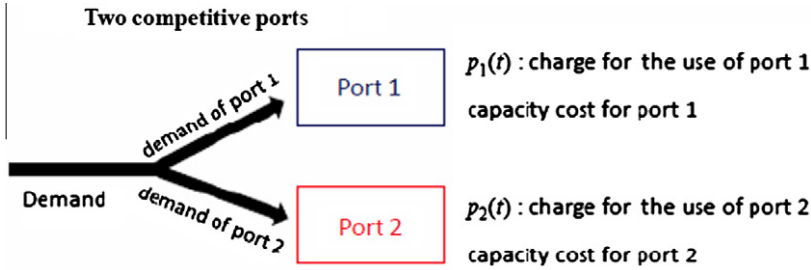 Two competitive ports
demand of port 1
Port 1
p₁(t) : charge for the use of port 1
capacity cost for port 1
Demand
demand of port 2
Port 2
p₂(t) : charge for the use of port 2
capacity cost for port 2